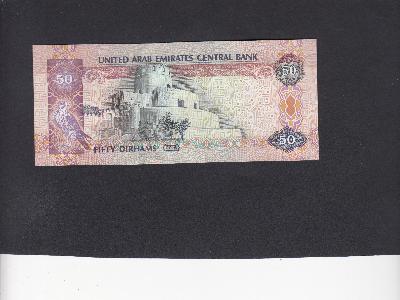 UNITED ARAB EMIRATES CENTRAL BANK
50
50
FIFTY DIRHAMS
50